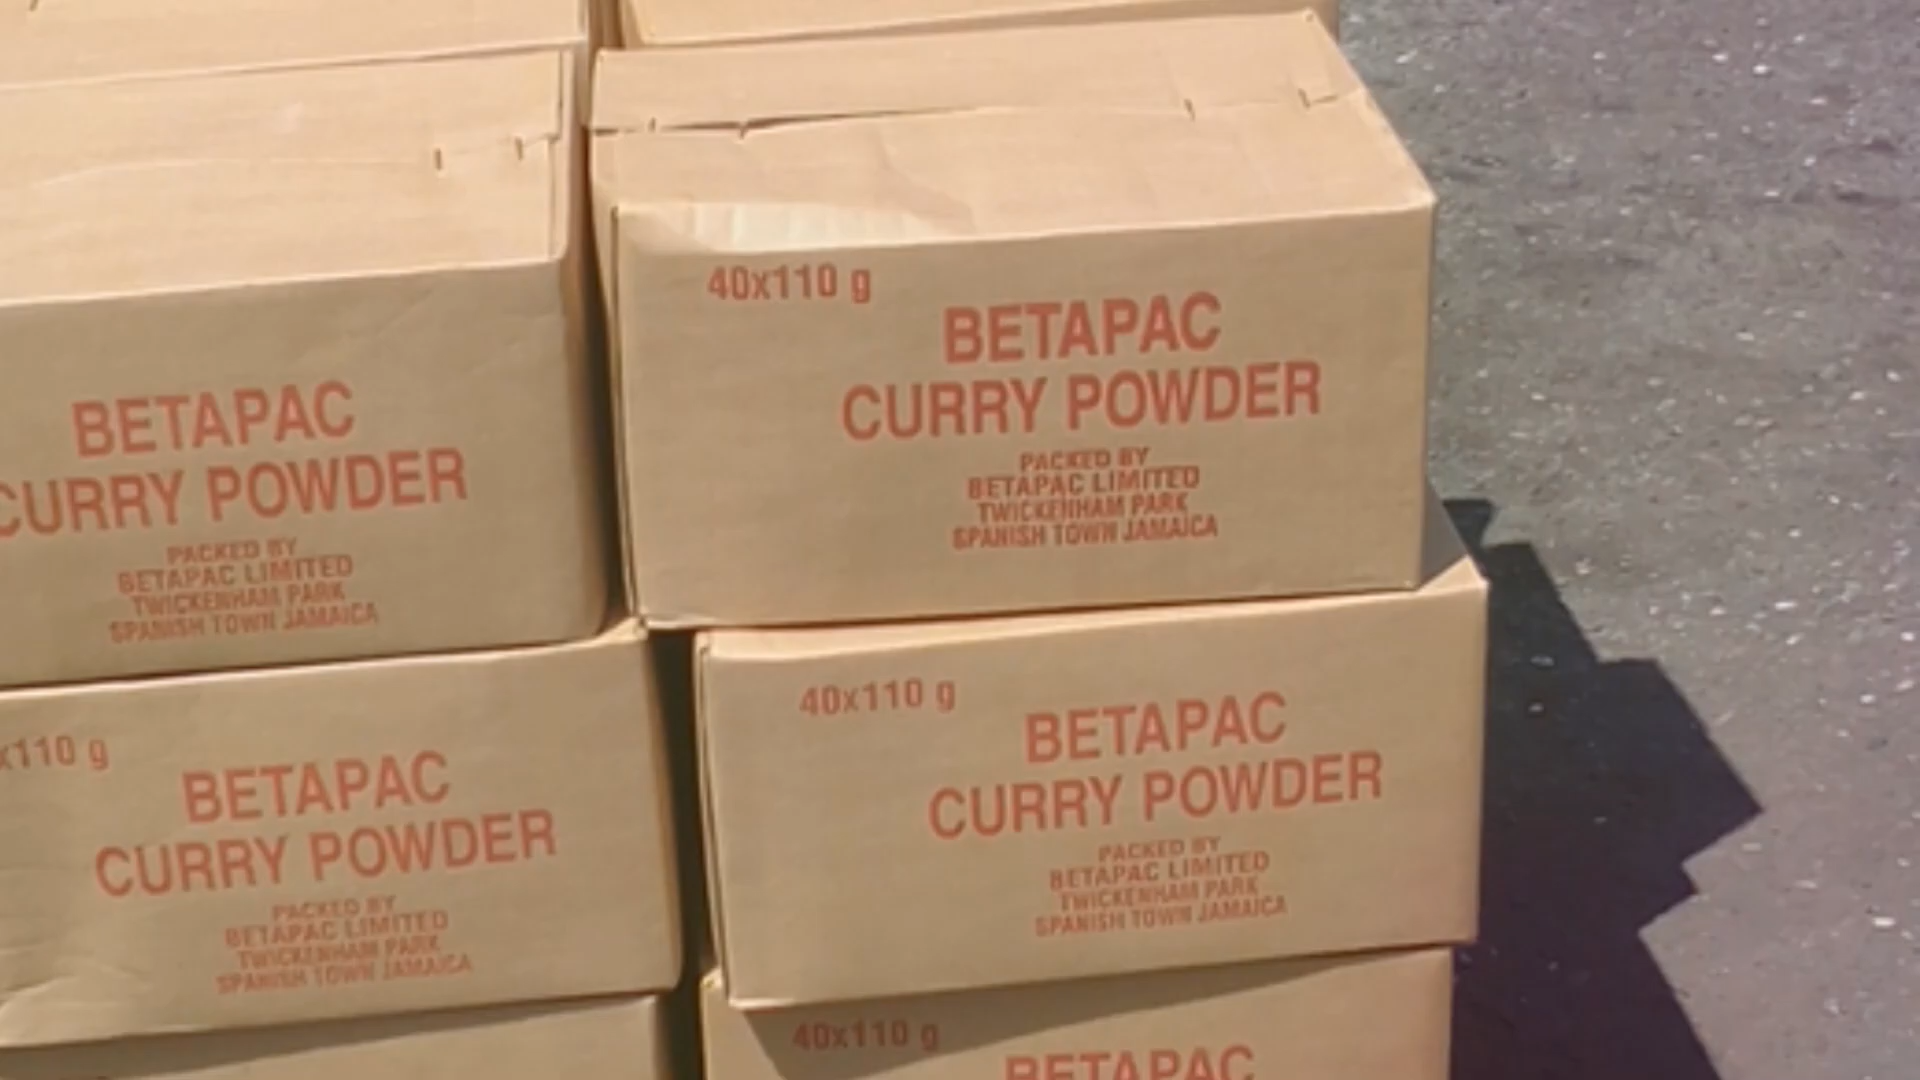 40x110 g
BETAPAC
CURRY POWDER
PACKED BY
BETAPAC LIMITED
TWICKENHAM PARK
SPANISH TOWN JAMAICA
BETAPAC
CURRY POWDER
PACKED BY
BETAPAC LIMITED
TWICKENHAM PARK
SPANISH TOWN JAMAICA
40x110 g
BETAPAC
CURRY POWDER
PACKED BY
BETAPAC LIMITED
TWICKENHAM PARK
SPANISH TOWN JAMAICA
x110 g
BETAPAC
CURRY POWDER
PACKED BY
BETAPAC LIMITED
TWICKENHAM PARK
SPANISH TOWN JAMAICA
40x110 g
BETAPAC